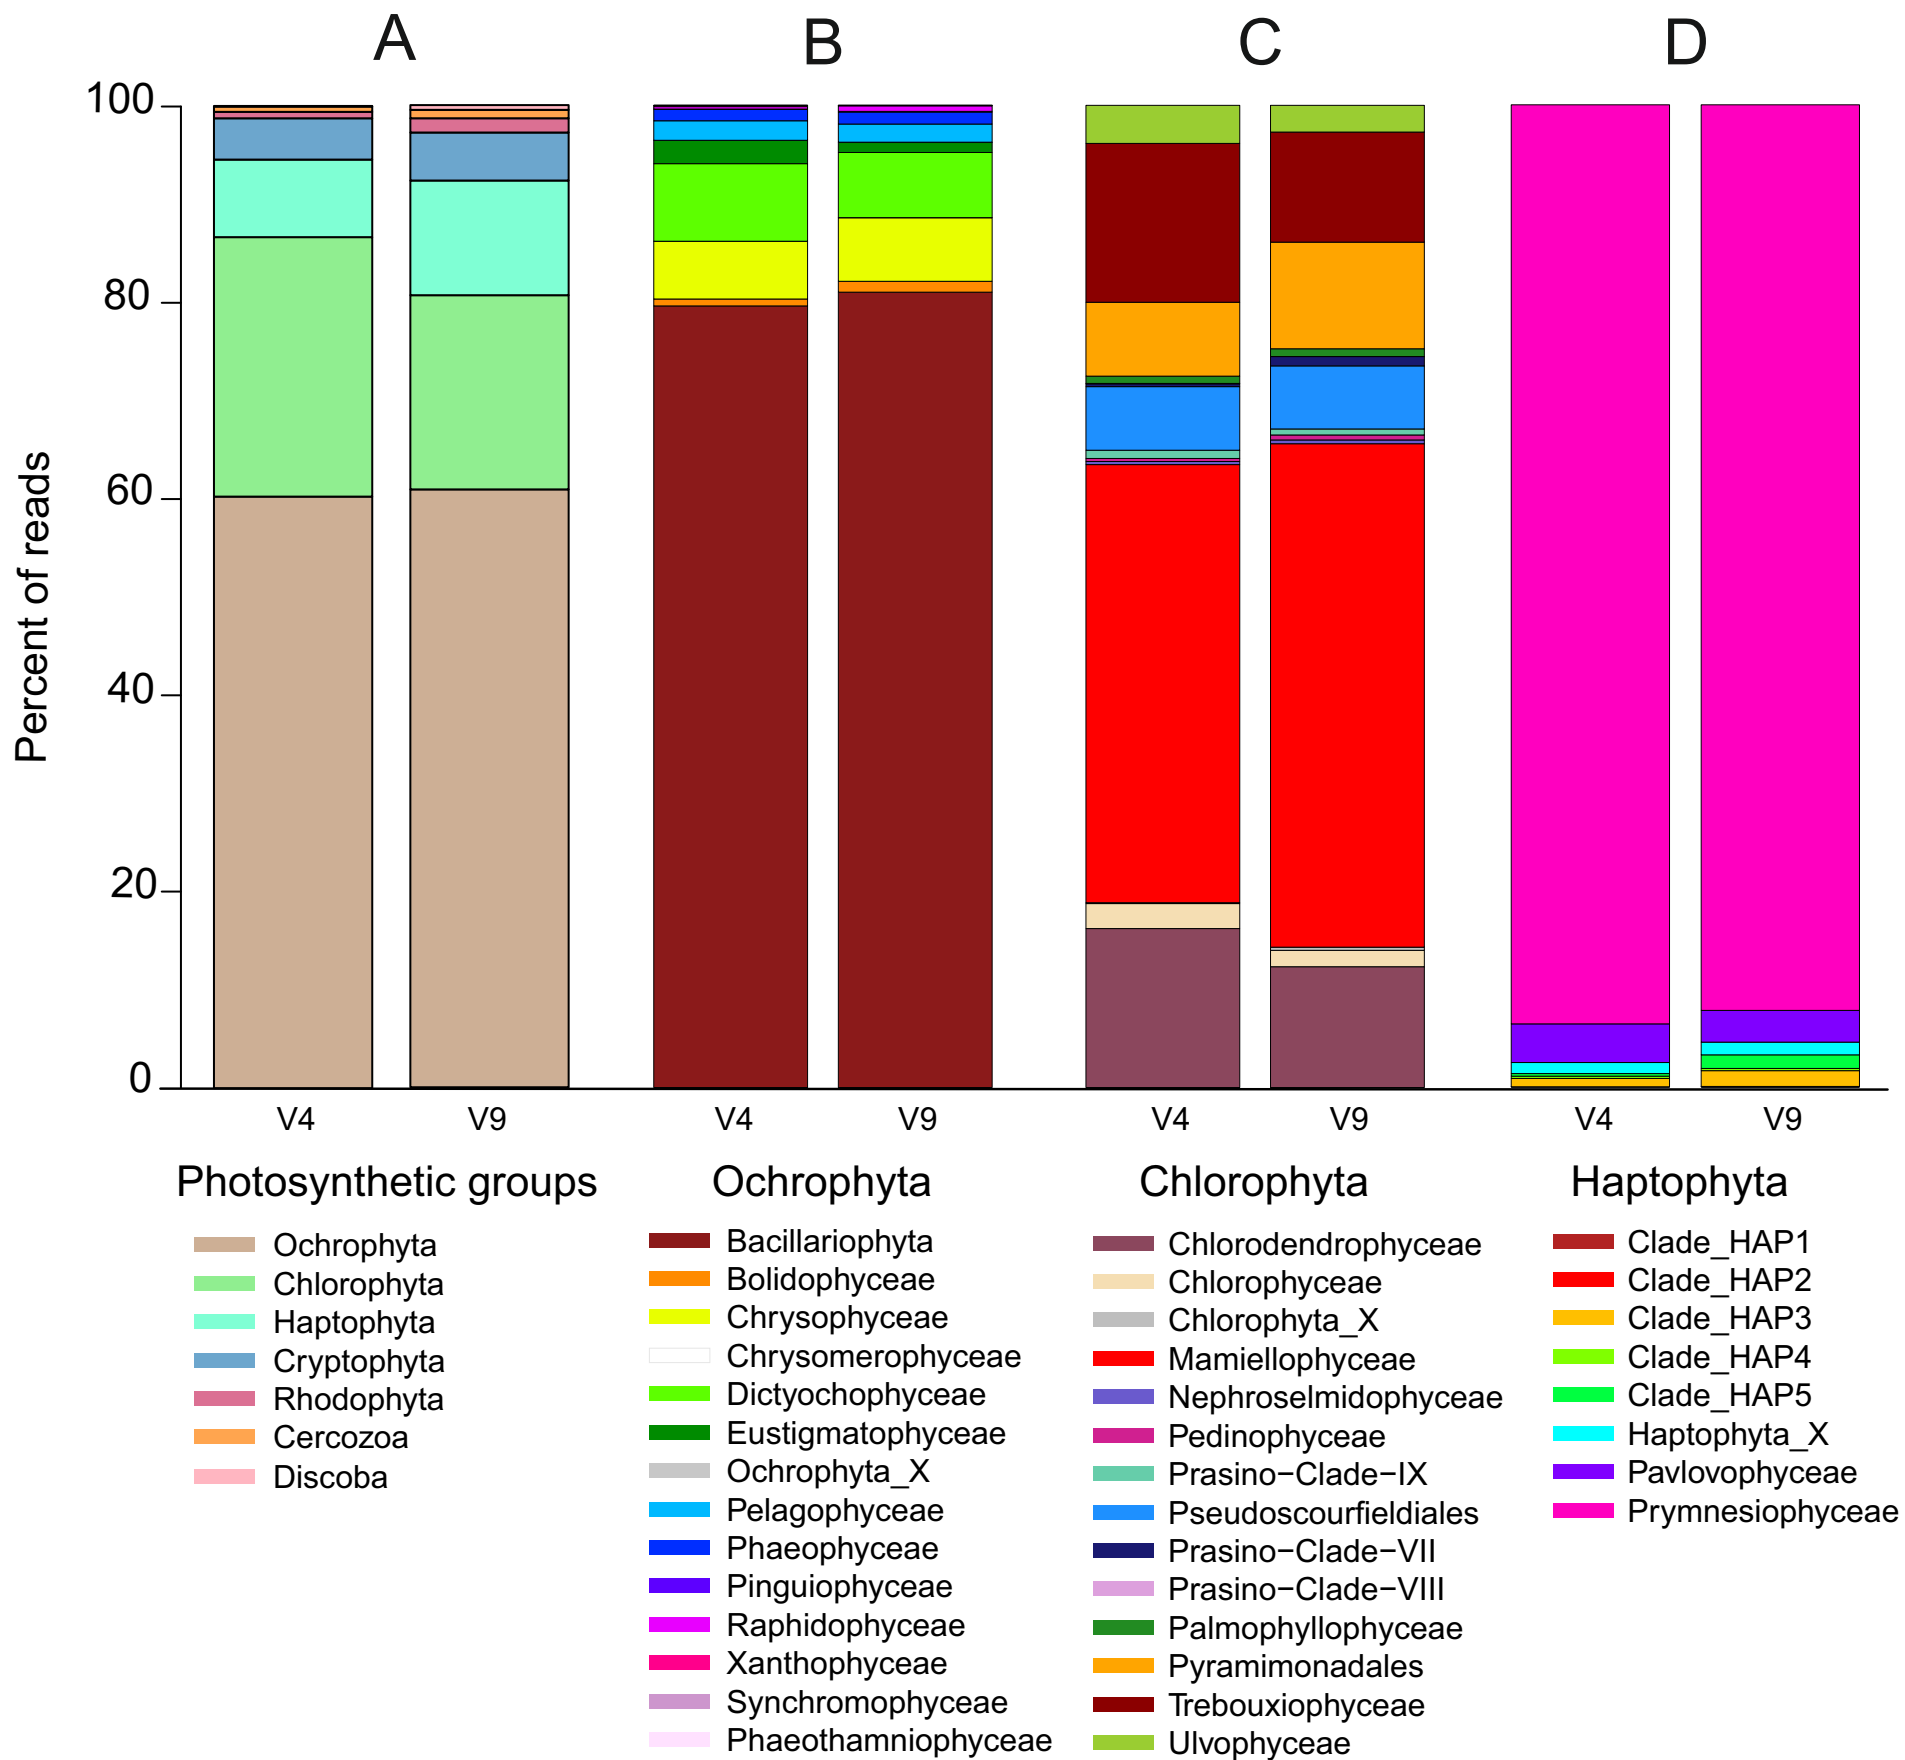 A B C D
Percent of reads
100
80
60
40
20
0
V4 V9 V4 V9 V4 V9 V4 V9
Photosynthetic groups
Ochrophyta
Chlorophyta
Haptophyta
Cryptophyta
Rhodophyta
Cercozoa
Discoba
Ochrophyta
Bacillariophyta
Bolidophyceae
Chrysophyceae
Chrysomerophyceae
Dictyochophyceae
Eustigmatophyceae
Ochrophyta_X
Pelagophyceae
Phaeophyceae
Pinguiophyceae
Raphidophyceae
Xanthophyceae
Synchromophyceae
Phaeothamniophyceae
Chlorophyta
Chlorodendrophyceae
Chlorophyceae
Chlorophyta_X
Mamiellophyceae
Nephroselmidophyceae
Pedinophyceae
Prasino−Clade−IX
Pseudoscourfieldiales
Prasino−Clade−VII
Prasino−Clade−VIII
Palmophyllophyceae
Pyramimonadales
Trebouxiophyceae
Ulvophyceae
Haptophyta
Clade_HAP1
Clade_HAP2
Clade_HAP3
Clade_HAP4
Clade_HAP5
Haptophyta_X
Pavlovophyceae
Prymnesiophyceae